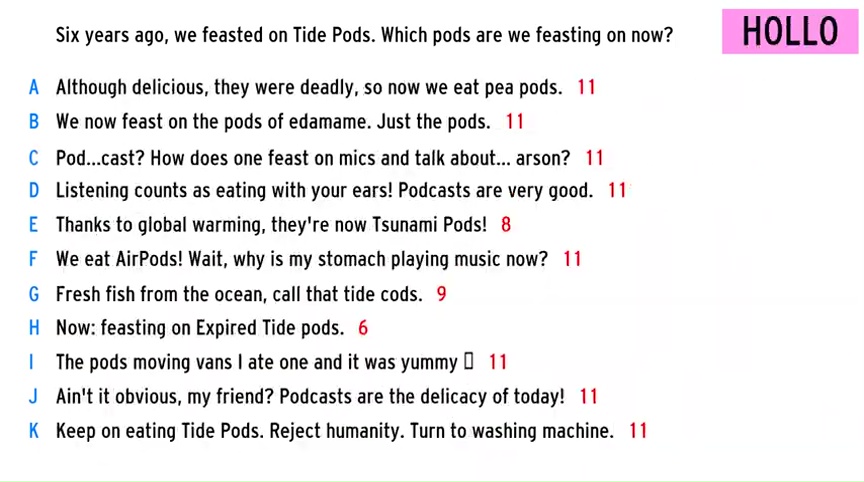 Six years ago, we feasted on Tide Pods. Which pods are we feasting on now?
HOLLO
A Although delicious, they were deadly, so now we eat pea pods. 11
B We now feast on the pods of edamame. Just the pods. 11
C Pod...cast? How does one feast on mics and talk about... arson? 11
D Listening counts as eating with your ears! Podcasts are very good. 11
E Thanks to global warming, they're now Tsunami Pods! 8
F We eat AirPods! Wait, why is my stomach playing music now? 11
G Fresh fish from the ocean, call that tide cods. 9
H Now: feasting on Expired Tide pods. 6
I The pods moving vans I ate one and it was yummy 11
J Ain't it obvious, my friend? Podcasts are the delicacy of today! 11
K Keep on eating Tide Pods. Reject humanity. Turn to washing machine. 11